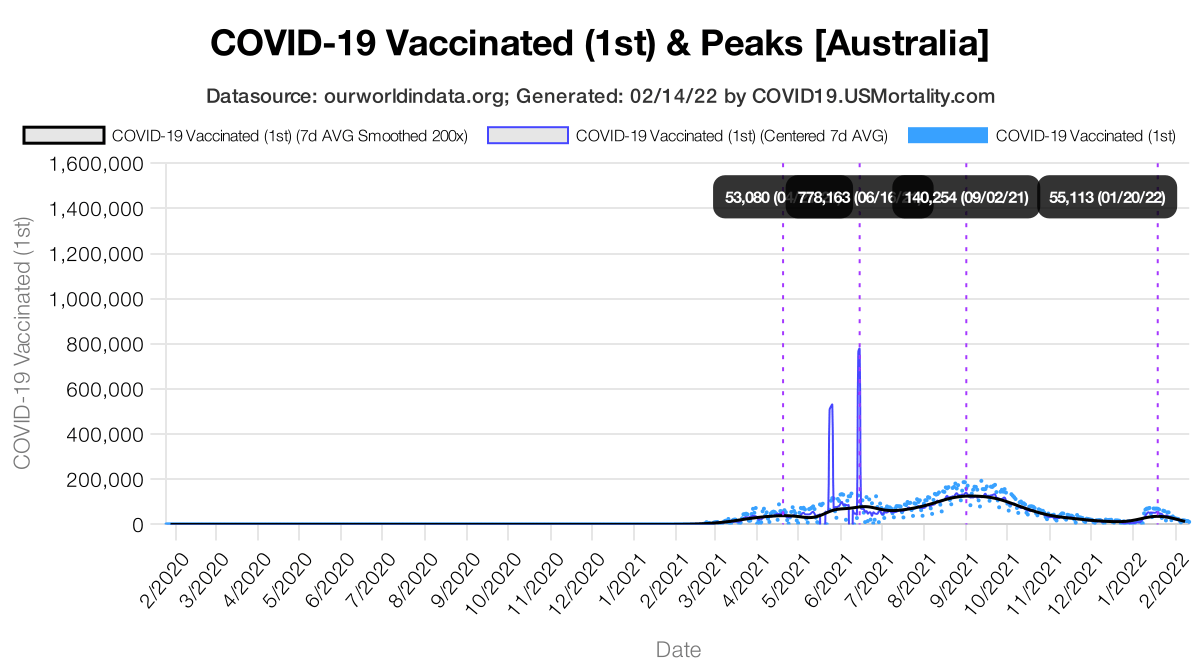 COVID-19 Vaccinated (1st) & Peaks [Australia]
Datasource: ourworldindata.org; Generated: 02/14/22 by COVID19.USMortality.com
COVID-19 Vaccinated (1st) (7d AVG Smoothed 200x) COVID-19 Vaccinated (1st) (Centered 7d AVG) COVID-19 Vaccinated (1st)
COVID-19 Vaccinated (1st)
1,600,000
1,400,000
1,200,000
1,000,000
800,000
600,000
400,000
200,000
0
53,080 778,163 140,254 (09/02/21) 55,113 (01/20/22)
2/2020 3/2020 4/2020 5/2020 6/2020 7/2020 8/2020 9/2020 10/2020 11/2020 12/2020 1/2021 2/2021 3/2021 4/2021 5/2021 6/2021 7/2021 8/2021 9/2021 10/2021 11/2021 12/2021 1/2022 2/2022
Date